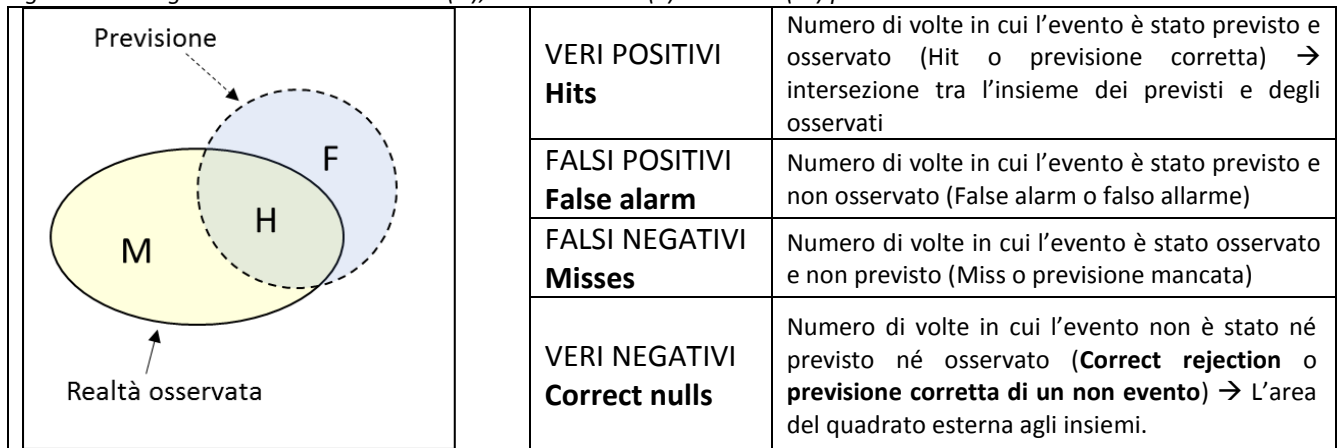 Previsione
F
H
M
Realtà osservata
VERI POSITIVI
Hits
Numero di volte in cui l’evento è stato previsto e
osservato (Hit o previsione corretta) →
intersezione tra l’insieme dei previsti e degli
osservati
FALSI POSITIVI
False alarm
Numero di volte in cui l’evento è stato previsto e
non osservato (False alarm o falso allarme)
FALSI NEGATIVI
Misses
Numero di volte in cui l’evento è stato osservato
e non previsto (Miss o previsione mancata)
VERI NEGATIVI
Correct nulls
Numero di volte in cui l’evento non è stato né
previsto né osservato (Correct rejection o
previsione corretta di un non evento) → L’area
del quadrato esterna agli insiemi.